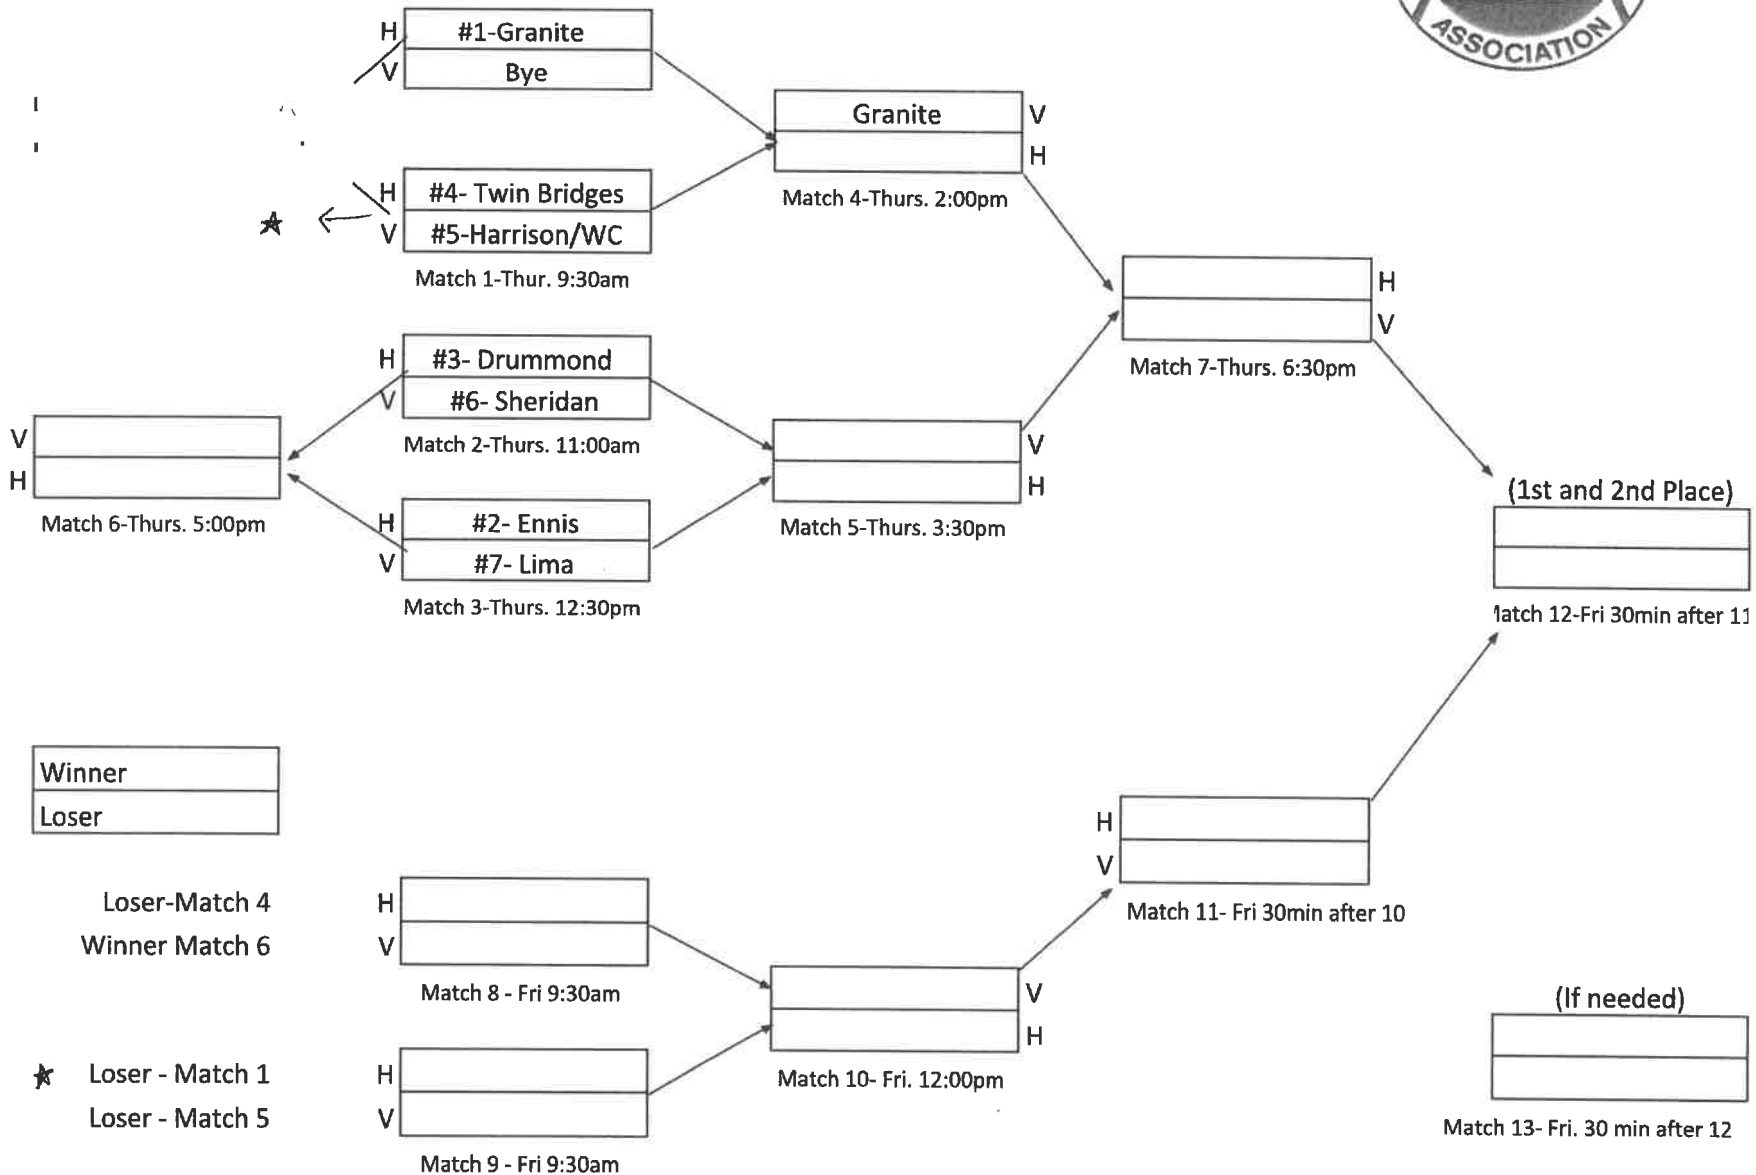 ASSOCIATION
H #1-Granite
V Bye
Granite V
H
H #4- Twin Bridges
V #5-Harrison/WC
Match 1-Thur. 9:30am
Match 4-Thurs. 2:00pm
H
V
Match 7-Thurs. 6:30pm
H #3- Drummond
V #6- Sheridan
Match 2-Thurs. 11:00am
V
H
Match 6-Thurs. 5:00pm
H #2- Ennis
V #7- Lima
Match 3-Thurs. 12:30pm
V
H
Match 5-Thurs. 3:30pm
(1st and 2nd Place)
latch 12-Fri 30min after 11
Winner
Loser
H
V
Match 11- Fri 30min after 10
Loser-Match 4 H
Winner Match 6 V
Match 8 - Fri 9:30am
V
H
Match 10- Fri. 12:00pm
Loser - Match 1 H
Loser - Match 5 V
Match 9 - Fri 9:30am
(If needed)
Match 13- Fri. 30 min after 12